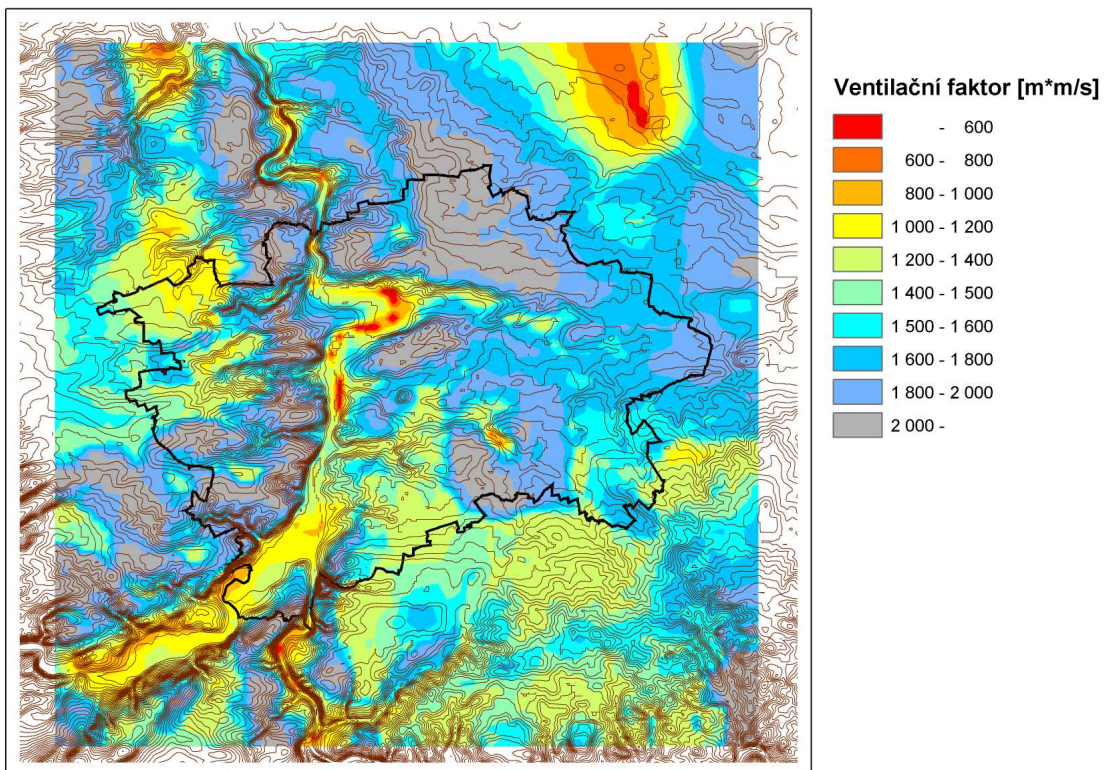 Ventilační faktor [m*m/s]
- 600
600 - 800
800 - 1 000
1 000 - 1 200
1 200 - 1 400
1 400 - 1 500
1 500 - 1 600
1 600 - 1 800
1 800 - 2 000
2 000 -